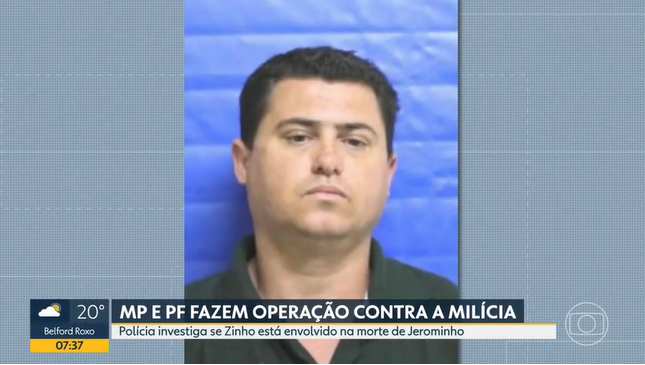 MP E PF FAZEM OPERAÇÃO CONTRA A MILÍCIA
Polícia investiga se Zinho está envolvido na morte de Jerominho
20°
Belford Roxo
07:37